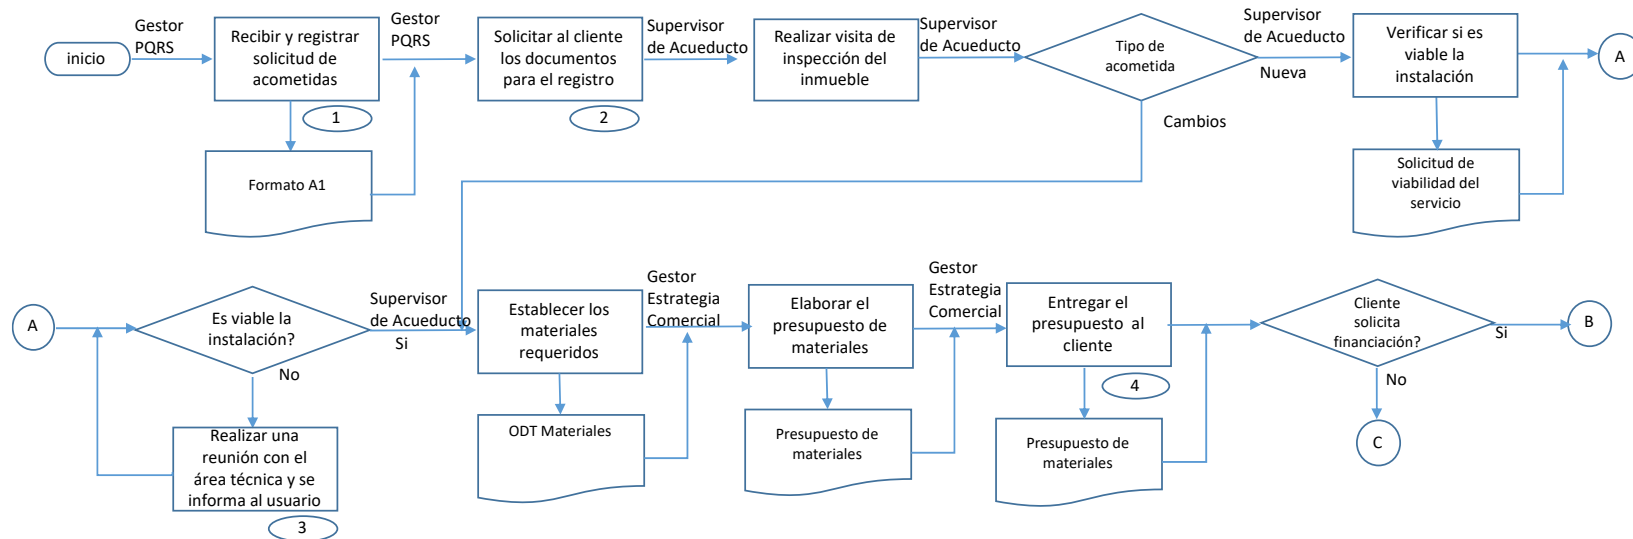 inicio
Gestor
PQRS
Recibir y registrar
solicitud de
acometidas
1
Formato A1
Gestor
PQRS
Solicitar al cliente
los documentos
para el registro
2
Supervisor
de Acueducto
Realizar visita de
inspección del
inmueble
Supervisor
de Acueducto
Tipo de
acometida
Cambios
Supervisor
de Acueducto
Nueva
Verificar si es
viable la
instalación
Solicitud de
viabilidad del
servicio
A
A
Es viable la
instalación?
No
Realizar una
reunión con el
área técnica y se
informa al usuario
3
Supervisor
de Acueducto
Si
Establecer los
materiales
requeridos
ODT Materiales
Gestor
Estrategia
Comercial
Elaborar el
presupuesto de
materiales
Presupuesto de
materiales
Gestor
Estrategia
Comercial
Entregar el
presupuesto al
cliente
4
Presupuesto de
materiales
Cliente
solicita
financiación?
Si
B
No
C